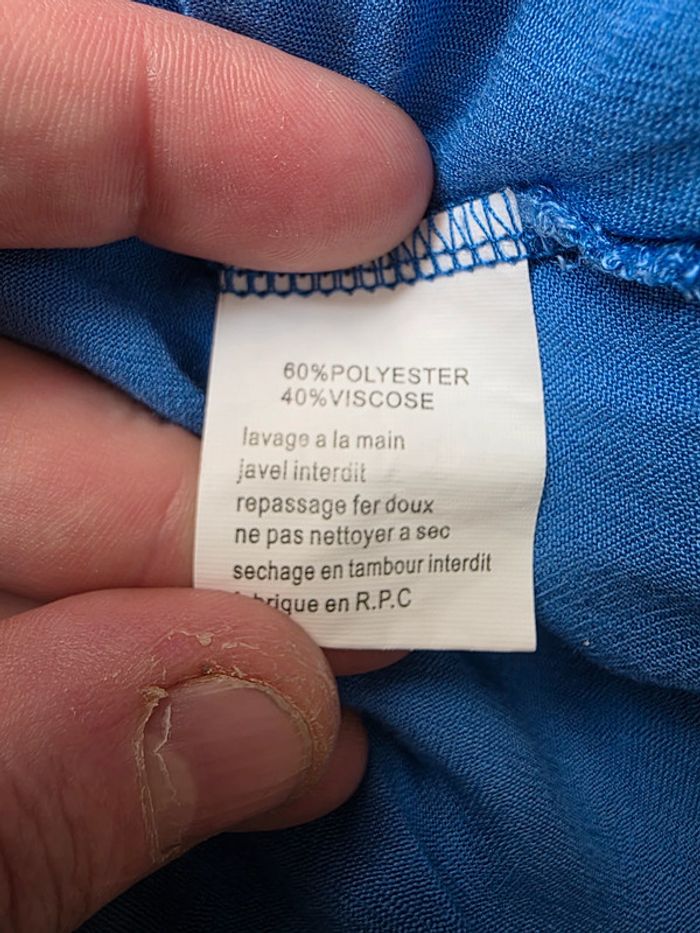 60%POLYESTER
40%VISCOSE
lavage a la main
javel interdit
repassage fer doux
ne pas nettoyer a sec
sechage en tambour interdit
en R.P.C